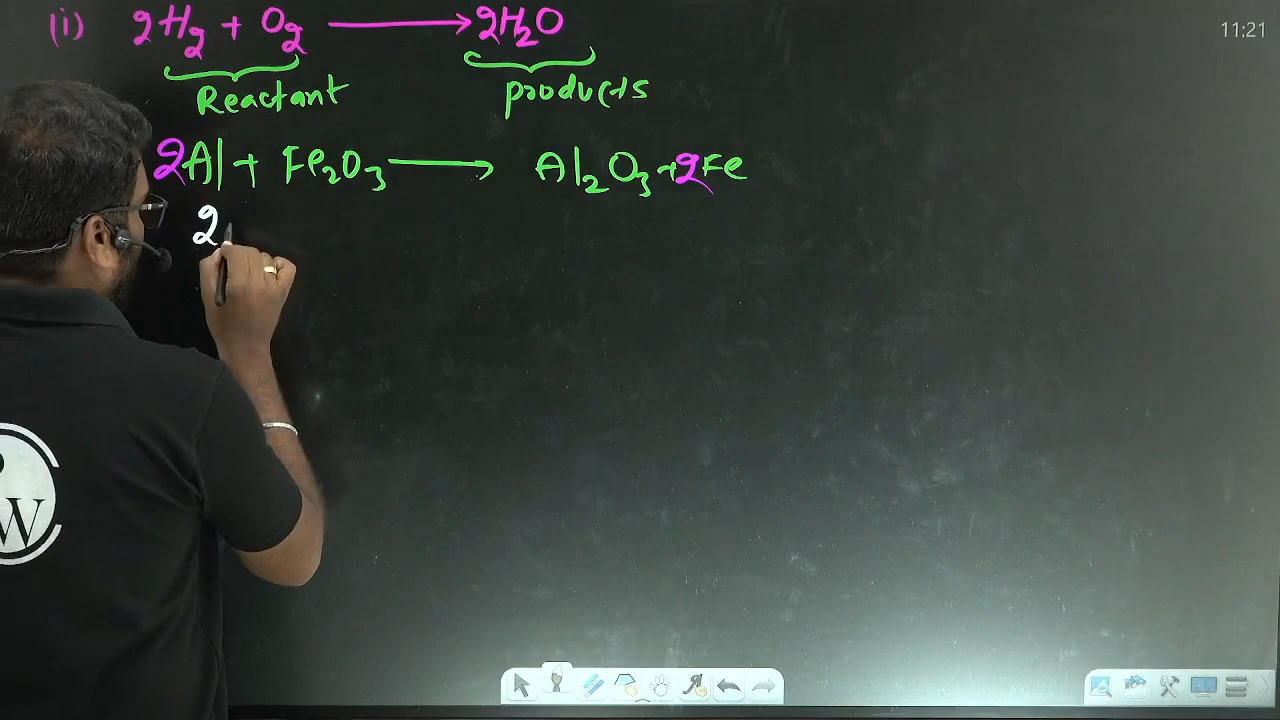 (i) 2H₂ + O₂ ⟶ 2H₂O
11:21
Reactant products
2Al + Fe₂O₃ ⟶ Al₂O₃ + 2Fe
2
W